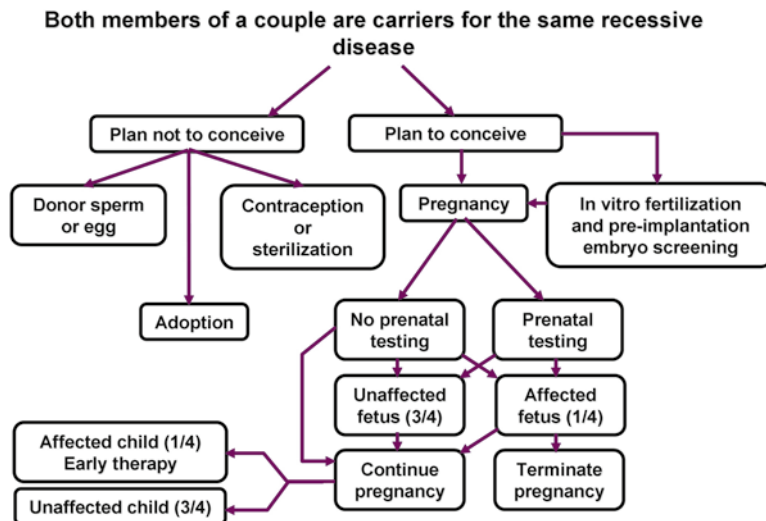 Both members of a couple are carriers for the same recessive
disease
Plan not to conceive
Plan to conceive
Donor sperm
or egg
Contraception
or
sterilization
Pregnancy
In vitro fertilization
and pre-implantation
embryo screening
Adoption
No prenatal
testing
Prenatal
testing
Unaffected
fetus (3/4)
Affected
fetus (1/4)
Affected child (1/4)
Early therapy
Continue
pregnancy
Terminate
pregnancy
Unaffected child (3/4)